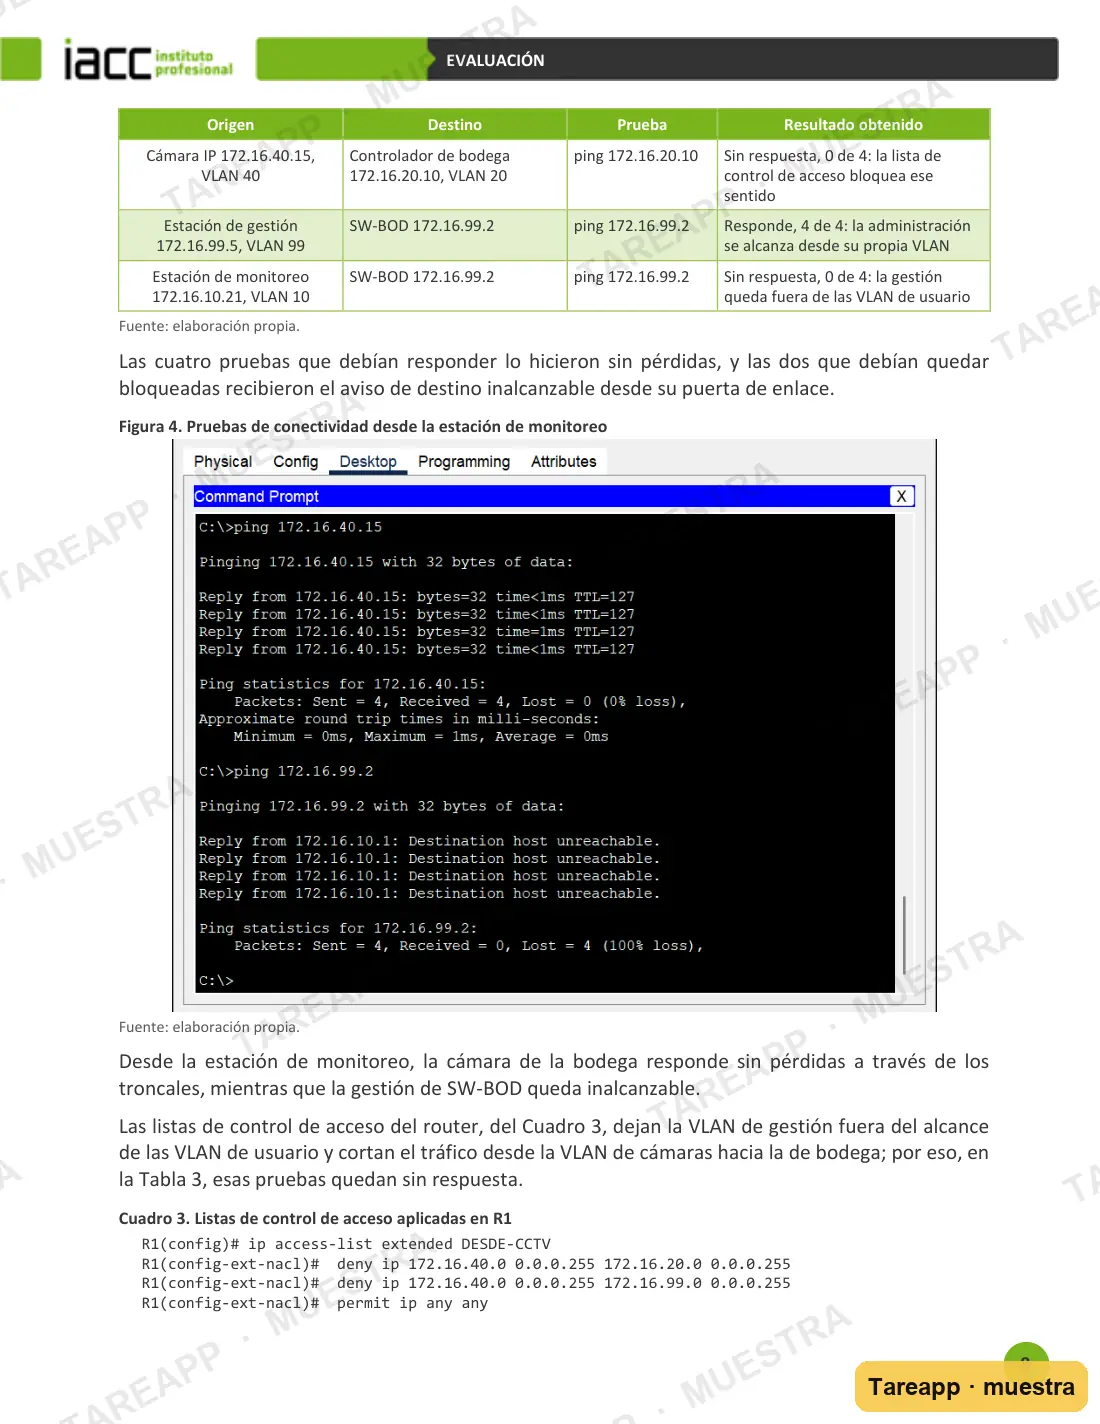 iacc instituto profesional
EVALUACIÓN
Origen Destino Prueba Resultado obtenido
Cámara IP 172.16.40.15, VLAN 40
Controlador de bodega 172.16.20.10, VLAN 20
ping 172.16.20.10
Sin respuesta, 0 de 4: la lista de control de acceso bloquea ese sentido
Estación de gestión 172.16.99.5, VLAN 99
SW-BOD 172.16.99.2
ping 172.16.99.2
Responde, 4 de 4: la administración se alcanza desde su propia VLAN
Estación de monitoreo 172.16.10.21, VLAN 10
SW-BOD 172.16.99.2
ping 172.16.99.2
Sin respuesta, 0 de 4: la gestión queda fuera de las VLAN de usuario
Fuente: elaboración propia.
Las cuatro pruebas que debían responder lo hicieron sin pérdidas, y las dos que debían quedar
bloqueadas recibieron el aviso de destino inalcanzable desde su puerta de enlace.
Figura 4. Pruebas de conectividad desde la estación de monitoreo
Physical Config Desktop Programming Attributes
Command Prompt X
C:\>ping 172.16.40.15
Pinging 172.16.40.15 with 32 bytes of data:
Reply from 172.16.40.15: bytes=32 time<1ms TTL=127
Reply from 172.16.40.15: bytes=32 time<1ms TTL=127
Reply from 172.16.40.15: bytes=32 time=1ms TTL=127
Reply from 172.16.40.15: bytes=32 time<1ms TTL=127
Ping statistics for 172.16.40.15:
Packets: Sent = 4, Received = 4, Lost = 0 (0% loss),
Approximate round trip times in milli-seconds:
Minimum = 0ms, Maximum = 1ms, Average = 0ms
C:\>ping 172.16.99.2
Pinging 172.16.99.2 with 32 bytes of data:
Reply from 172.16.10.1: Destination host unreachable.
Reply from 172.16.10.1: Destination host unreachable.
Reply from 172.16.10.1: Destination host unreachable.
Reply from 172.16.10.1: Destination host unreachable.
Ping statistics for 172.16.99.2:
Packets: Sent = 4, Received = 0, Lost = 4 (100% loss),
C:\>
Fuente: elaboración propia.
Desde la estación de monitoreo, la cámara de la bodega responde sin pérdidas a través de los
troncales, mientras que la gestión de SW-BOD queda inalcanzable.
Las listas de control de acceso del router, del Cuadro 3, dejan la VLAN de gestión fuera del alcance
de las VLAN de usuario y cortan el tráfico desde la VLAN de cámaras hacia la de bodega; por eso, en
la Tabla 3, esas pruebas quedan sin respuesta.
Cuadro 3. Listas de control de acceso aplicadas en R1
R1(config)# ip access-list extended DESDE-CCTV
R1(config-ext-nacl)#  deny ip 172.16.40.0 0.0.0.255 172.16.20.0 0.0.0.255
R1(config-ext-nacl)#  deny ip 172.16.40.0 0.0.0.255 172.16.99.0 0.0.0.255
R1(config-ext-nacl)#  permit ip any any
Tareapp · muestra
TAREAPP · MUESTRA